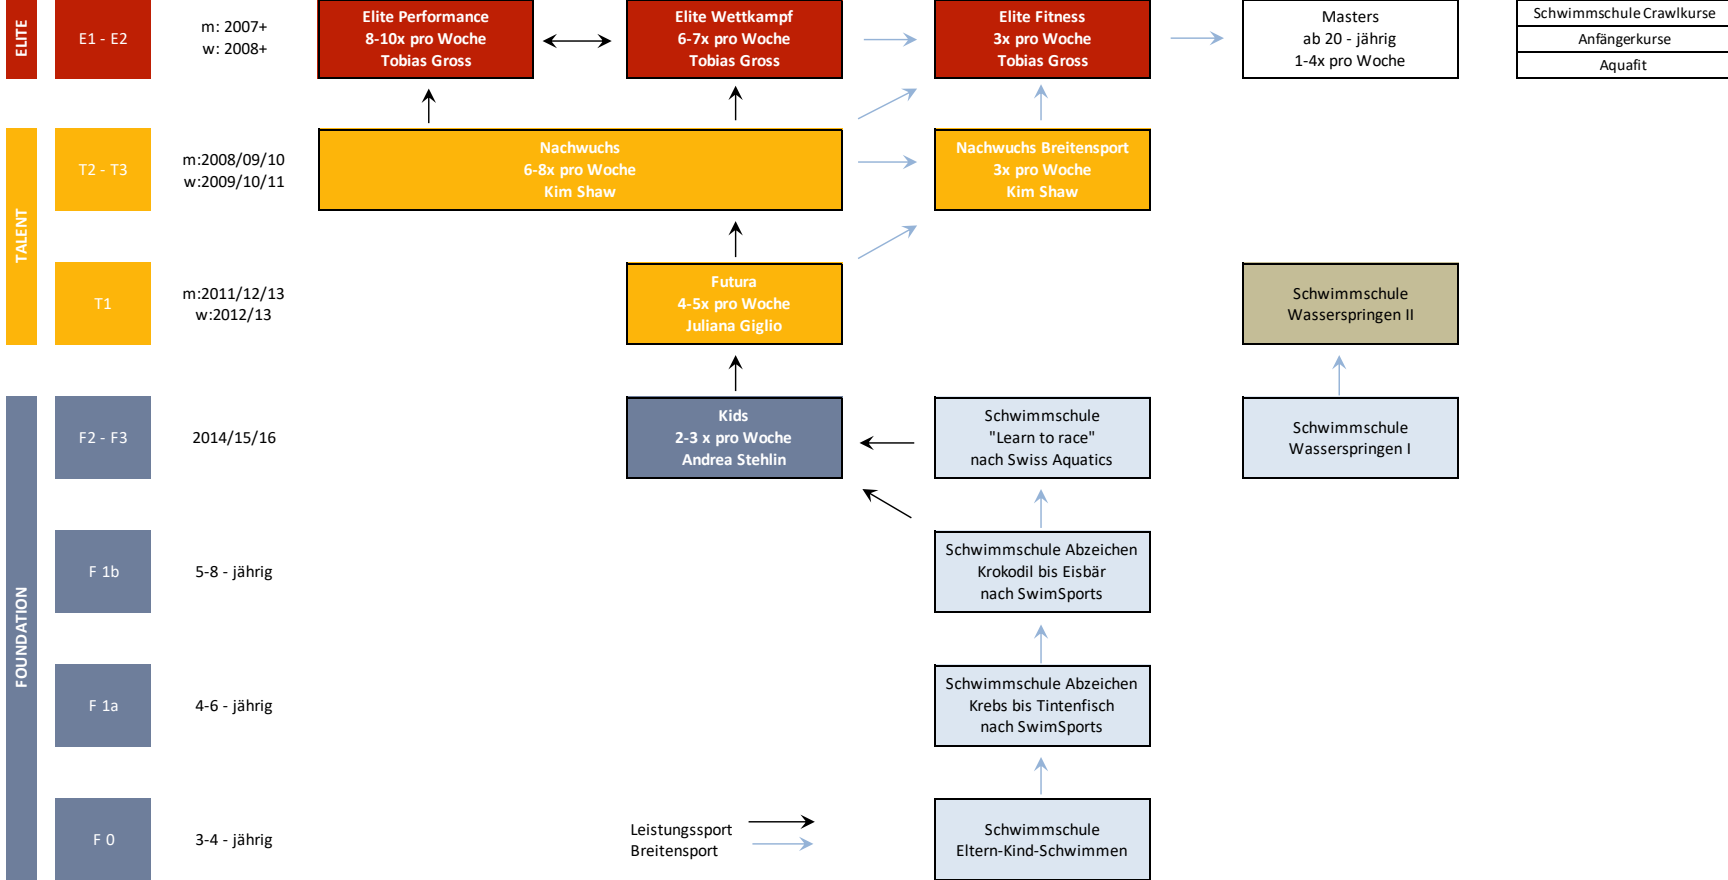 ELITE
E1 - E2
m: 2007+
w: 2008+
Elite Performance
8-10x pro Woche
Tobias Gross
Elite Wettkampf
6-7x pro Woche
Tobias Gross
Elite Fitness
3x pro Woche
Tobias Gross
Masters
ab 20 - jährig
1-4x pro Woche
Schwimmschule Crawlkurse
Anfängerkurse
Aquafit
TALENT
T2 - T3
m:2008/09/10
w:2009/10/11
Nachwuchs
6-8x pro Woche
Kim Shaw
Nachwuchs Breitensport
3x pro Woche
Kim Shaw
T1
m:2011/12/13
w:2012/13
Futura
4-5x pro Woche
Juliana Giglio
Schwimmschule
Wasserspringen II
FOUNDATION
F2 - F3
2014/15/16
Kids
2-3 x pro Woche
Andrea Stehlin
Schwimmschule
"Learn to race"
nach Swiss Aquatics
Schwimmschule
Wasserspringen I
F 1b
5-8 - jährig
Schwimmschule Abzeichen
Krokodil bis Eisbär
nach SwimSports
F 1a
4-6 - jährig
Schwimmschule Abzeichen
Krebs bis Tintenfisch
nach SwimSports
F 0
3-4 - jährig
Leistungssport
Breitensport
Schwimmschule
Eltern-Kind-Schwimmen